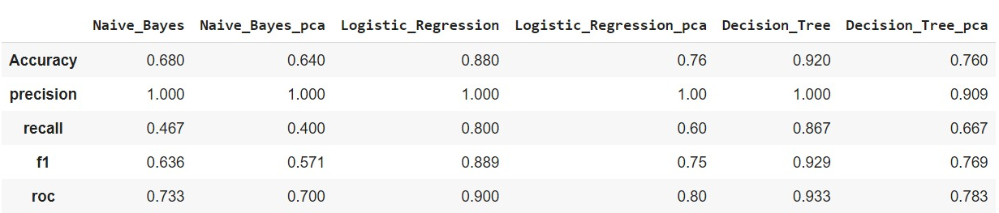 Naive_Bayes Naive_Bayes_pca Logistic_Regression Logistic_Regression_pca Decision_Tree Decision_Tree_pca
Accuracy 0.680 0.640 0.880 0.76 0.920 0.760
precision 1.000 1.000 1.000 1.00 1.000 0.909
recall 0.467 0.400 0.800 0.60 0.867 0.667
f1 0.636 0.571 0.889 0.75 0.929 0.769
roc 0.733 0.700 0.900 0.80 0.933 0.783